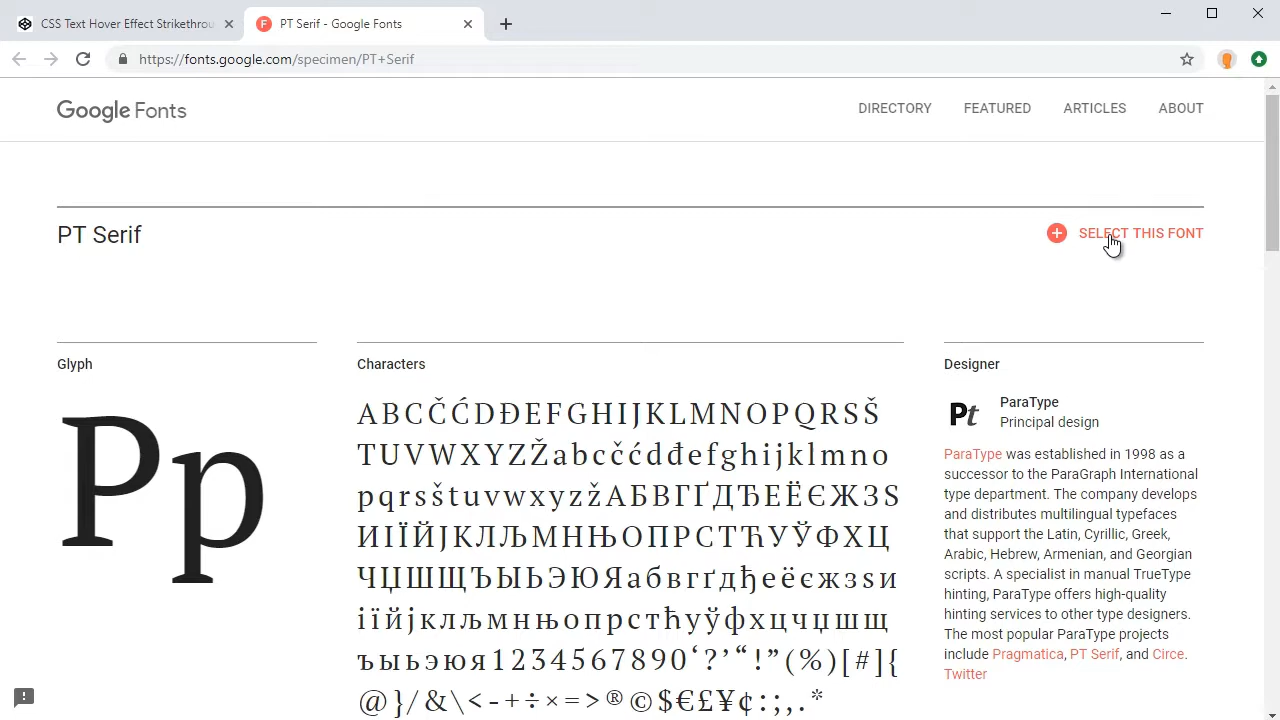 CSS Text Hover Effect Strikethrou
PT Serif - Google Fonts
https://fonts.google.com/specimen/PT+Serif
Google Fonts
DIRECTORY
FEATURED
ARTICLES
ABOUT
PT Serif
SELECT THIS FONT
Glyph
Pp
Characters
ABCČĆDĐEFGHIJKLMNOPQRSŠ
TUVWXYZŽabcčćdđefghijklmno
pqrsštuvwxyzžАБВГҐДЂЕЁЄЖЗЅ
ИІЇЙЈКЛЉМНЊОПРСТЋУЎФХЦ
ЧЏШЩЪЫЬЭЮЯабвгґдђеёєжзѕи
іїйјклљмнњопрстћуўфхцчџшщ
ъыьэюя1234567890‘?’“!”(%)[#]{
@}/&\<-+÷×=>®©$€£¥¢:;,.*
Designer
Pt
ParaType
Principal design
ParaType was established in 1998 as a
successor to the ParaGraph International
type department. The company develops
and distributes multilingual typefaces
that support the Latin, Cyrillic, Greek,
Arabic, Hebrew, Armenian, and Georgian
scripts. A specialist in manual TrueType
hinting, ParaType offers high-quality
hinting services to other type designers.
The most popular ParaType projects
include Pragmatica, PT Serif, and Circe.
Twitter